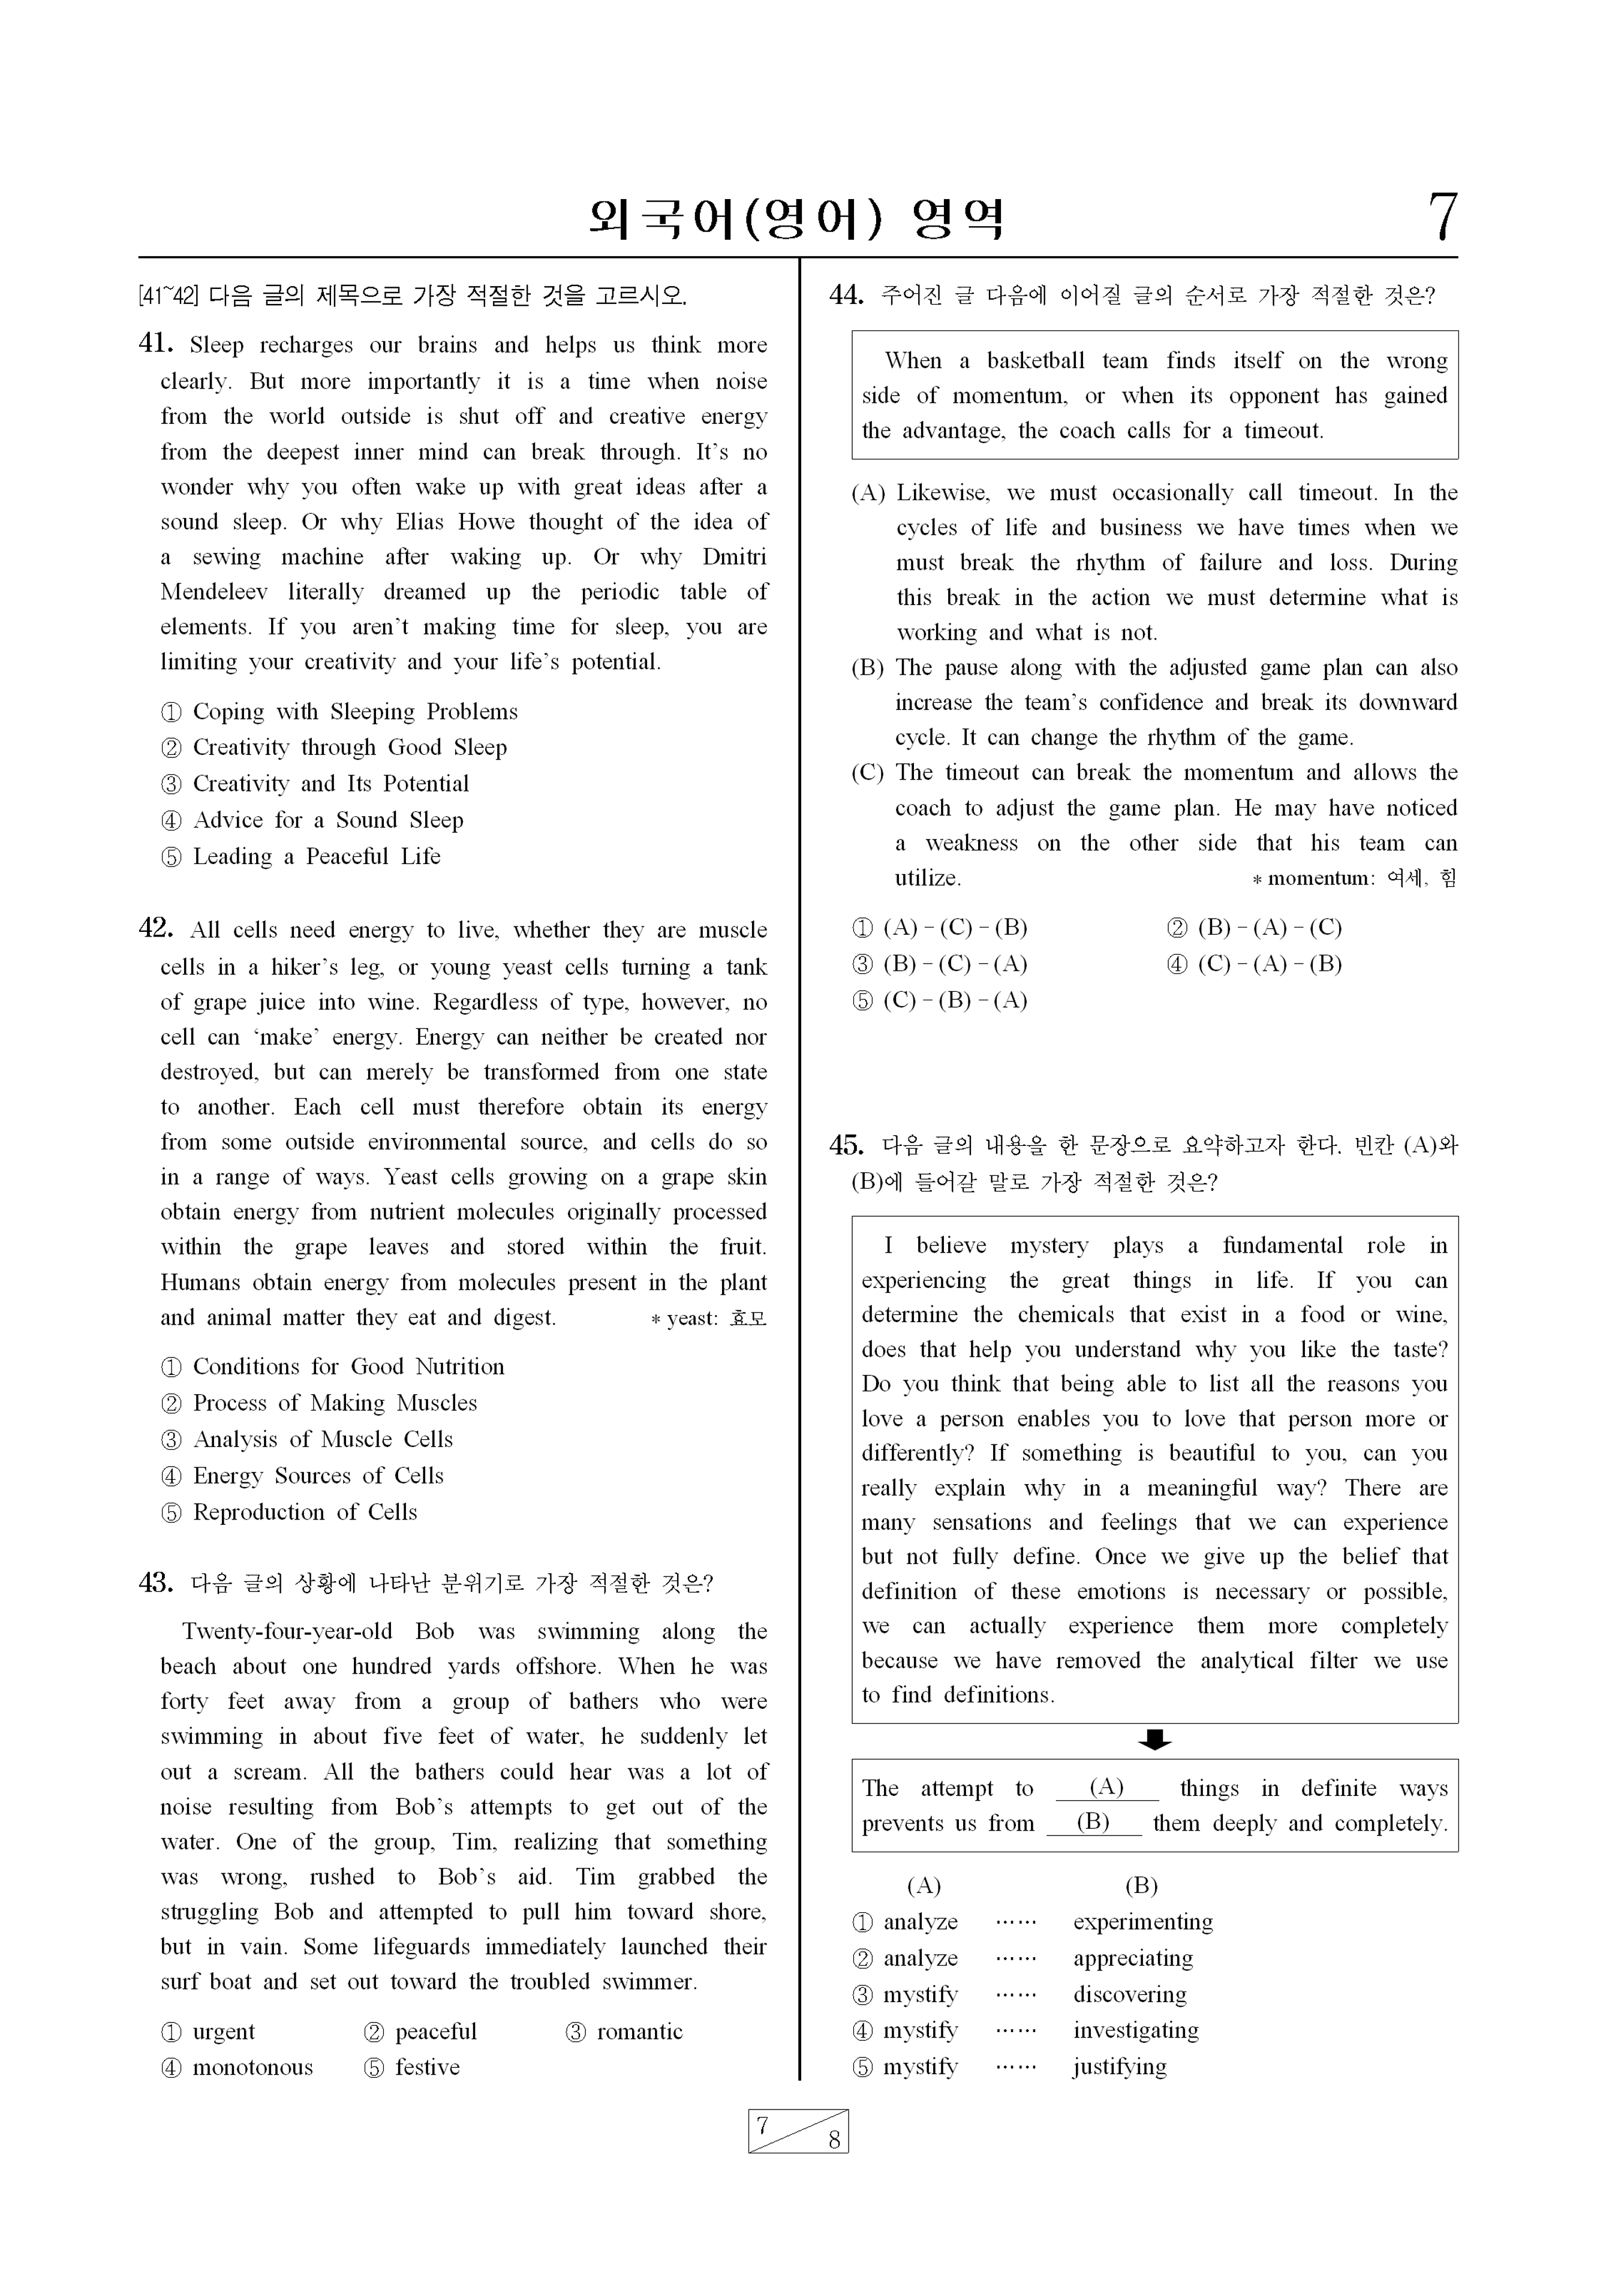 외국어(영어) 영역
7
[41~42] 다음 글의 제목으로 가장 적절한 것을 고르시오.
41. Sleep recharges our brains and helps us think more
clearly. But more importantly it is a time when noise
from the world outside is shut off and creative energy
from the deepest inner mind can break through. It's no
wonder why you often wake up with great ideas after a
sound sleep. Or why Elias Howe thought of the idea of
a sewing machine after waking up. Or why Dmitri
Mendeleev literally dreamed up the periodic table of
elements. If you aren't making time for sleep, you are
limiting your creativity and your life's potential.
① Coping with Sleeping Problems
② Creativity through Good Sleep
③ Creativity and Its Potential
④ Advice for a Sound Sleep
⑤ Leading a Peaceful Life
42. All cells need energy to live, whether they are muscle
cells in a hiker's leg, or young yeast cells turning a tank
of grape juice into wine. Regardless of type, however, no
cell can ‘make’ energy. Energy can neither be created nor
destroyed, but can merely be transformed from one state
to another. Each cell must therefore obtain its energy
from some outside environmental source, and cells do so
in a range of ways. Yeast cells growing on a grape skin
obtain energy from nutrient molecules originally processed
within the grape leaves and stored within the fruit.
Humans obtain energy from molecules present in the plant
and animal matter they eat and digest. * yeast: 효모
① Conditions for Good Nutrition
② Process of Making Muscles
③ Analysis of Muscle Cells
④ Energy Sources of Cells
⑤ Reproduction of Cells
43. 다음 글의 상황에 나타난 분위기로 가장 적절한 것은?
Twenty-four-year-old Bob was swimming along the
beach about one hundred yards offshore. When he was
forty feet away from a group of bathers who were
swimming in about five feet of water, he suddenly let
out a scream. All the bathers could hear was a lot of
noise resulting from Bob's attempts to get out of the
water. One of the group, Tim, realizing that something
was wrong, rushed to Bob's aid. Tim grabbed the
struggling Bob and attempted to pull him toward shore,
but in vain. Some lifeguards immediately launched their
surf boat and set out toward the troubled swimmer.
① urgent ② peaceful ③ romantic
④ monotonous ⑤ festive
44. 주어진 글 다음에 이어질 글의 순서로 가장 적절한 것은?
When a basketball team finds itself on the wrong
side of momentum, or when its opponent has gained
the advantage, the coach calls for a timeout.
(A) Likewise, we must occasionally call timeout. In the
cycles of life and business we have times when we
must break the rhythm of failure and loss. During
this break in the action we must determine what is
working and what is not.
(B) The pause along with the adjusted game plan can also
increase the team's confidence and break its downward
cycle. It can change the rhythm of the game.
(C) The timeout can break the momentum and allows the
coach to adjust the game plan. He may have noticed
a weakness on the other side that his team can
utilize. * momentum: 여세, 힘
① (A) - (C) - (B) ② (B) - (A) - (C)
③ (B) - (C) - (A) ④ (C) - (A) - (B)
⑤ (C) - (B) - (A)
45. 다음 글의 내용을 한 문장으로 요약하고자 한다. 빈칸 (A)와
(B)에 들어갈 말로 가장 적절한 것은?
I believe mystery plays a fundamental role in
experiencing the great things in life. If you can
determine the chemicals that exist in a food or wine,
does that help you understand why you like the taste?
Do you think that being able to list all the reasons you
love a person enables you to love that person more or
differently? If something is beautiful to you, can you
really explain why in a meaningful way? There are
many sensations and feelings that we can experience
but not fully define. Once we give up the belief that
definition of these emotions is necessary or possible,
we can actually experience them more completely
because we have removed the analytical filter we use
to find definitions.
The attempt to (A) things in definite ways
prevents us from (B) them deeply and completely.
(A) (B)
① analyze …… experimenting
② analyze …… appreciating
③ mystify …… discovering
④ mystify …… investigating
⑤ mystify …… justifying
7
8